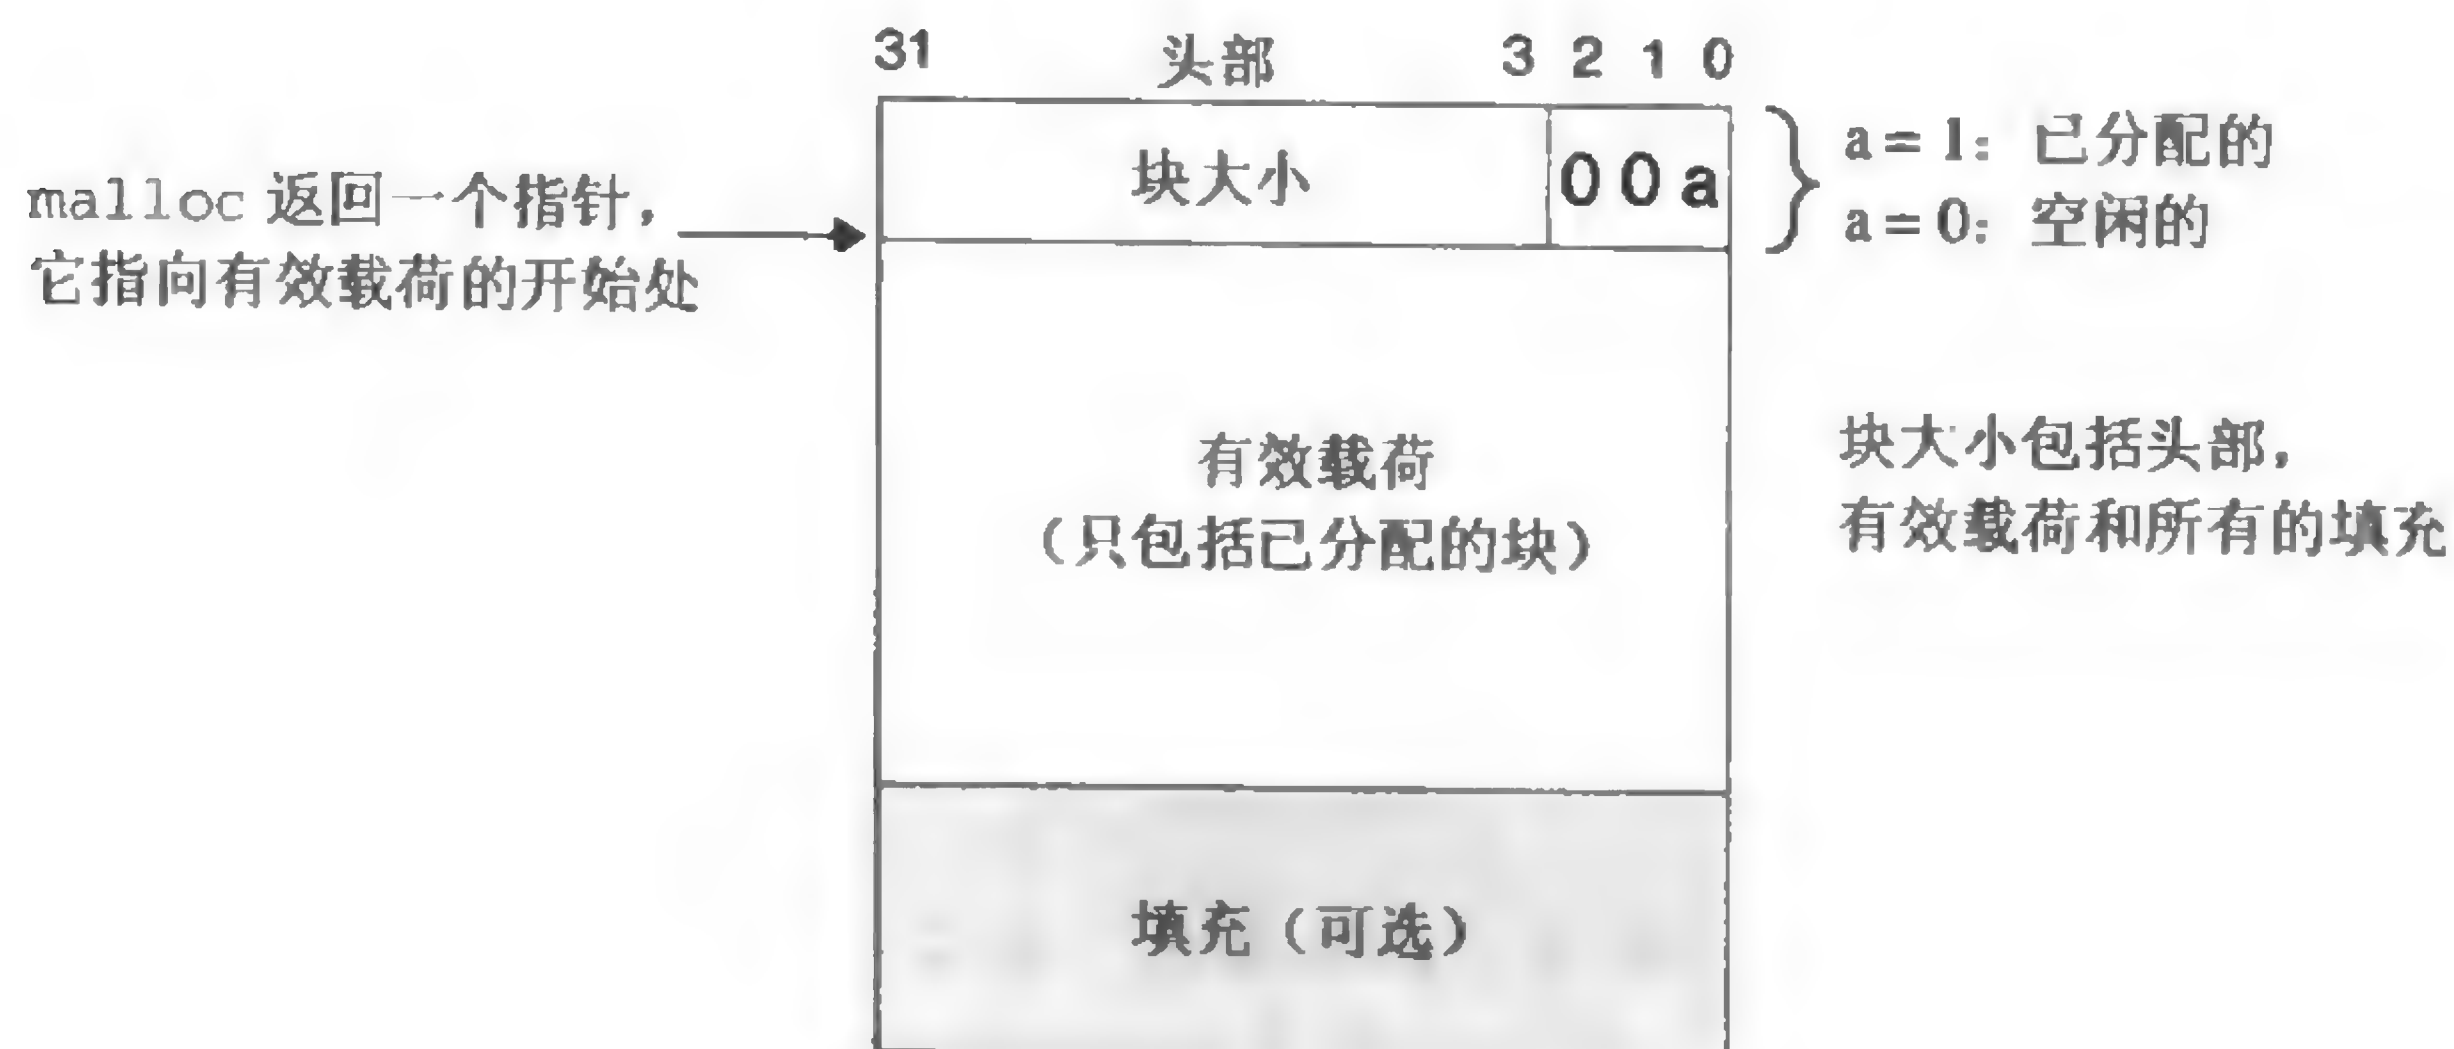 31 头部 3 2 1 0
块大小
0 0 a
a = 1: 已分配的
a = 0: 空闲的
malloc 返回一个指针,
它指向有效载荷的开始处
有效载荷
(只包括已分配的块)
块大小包括头部,
有效载荷和所有的填充
填充(可选)